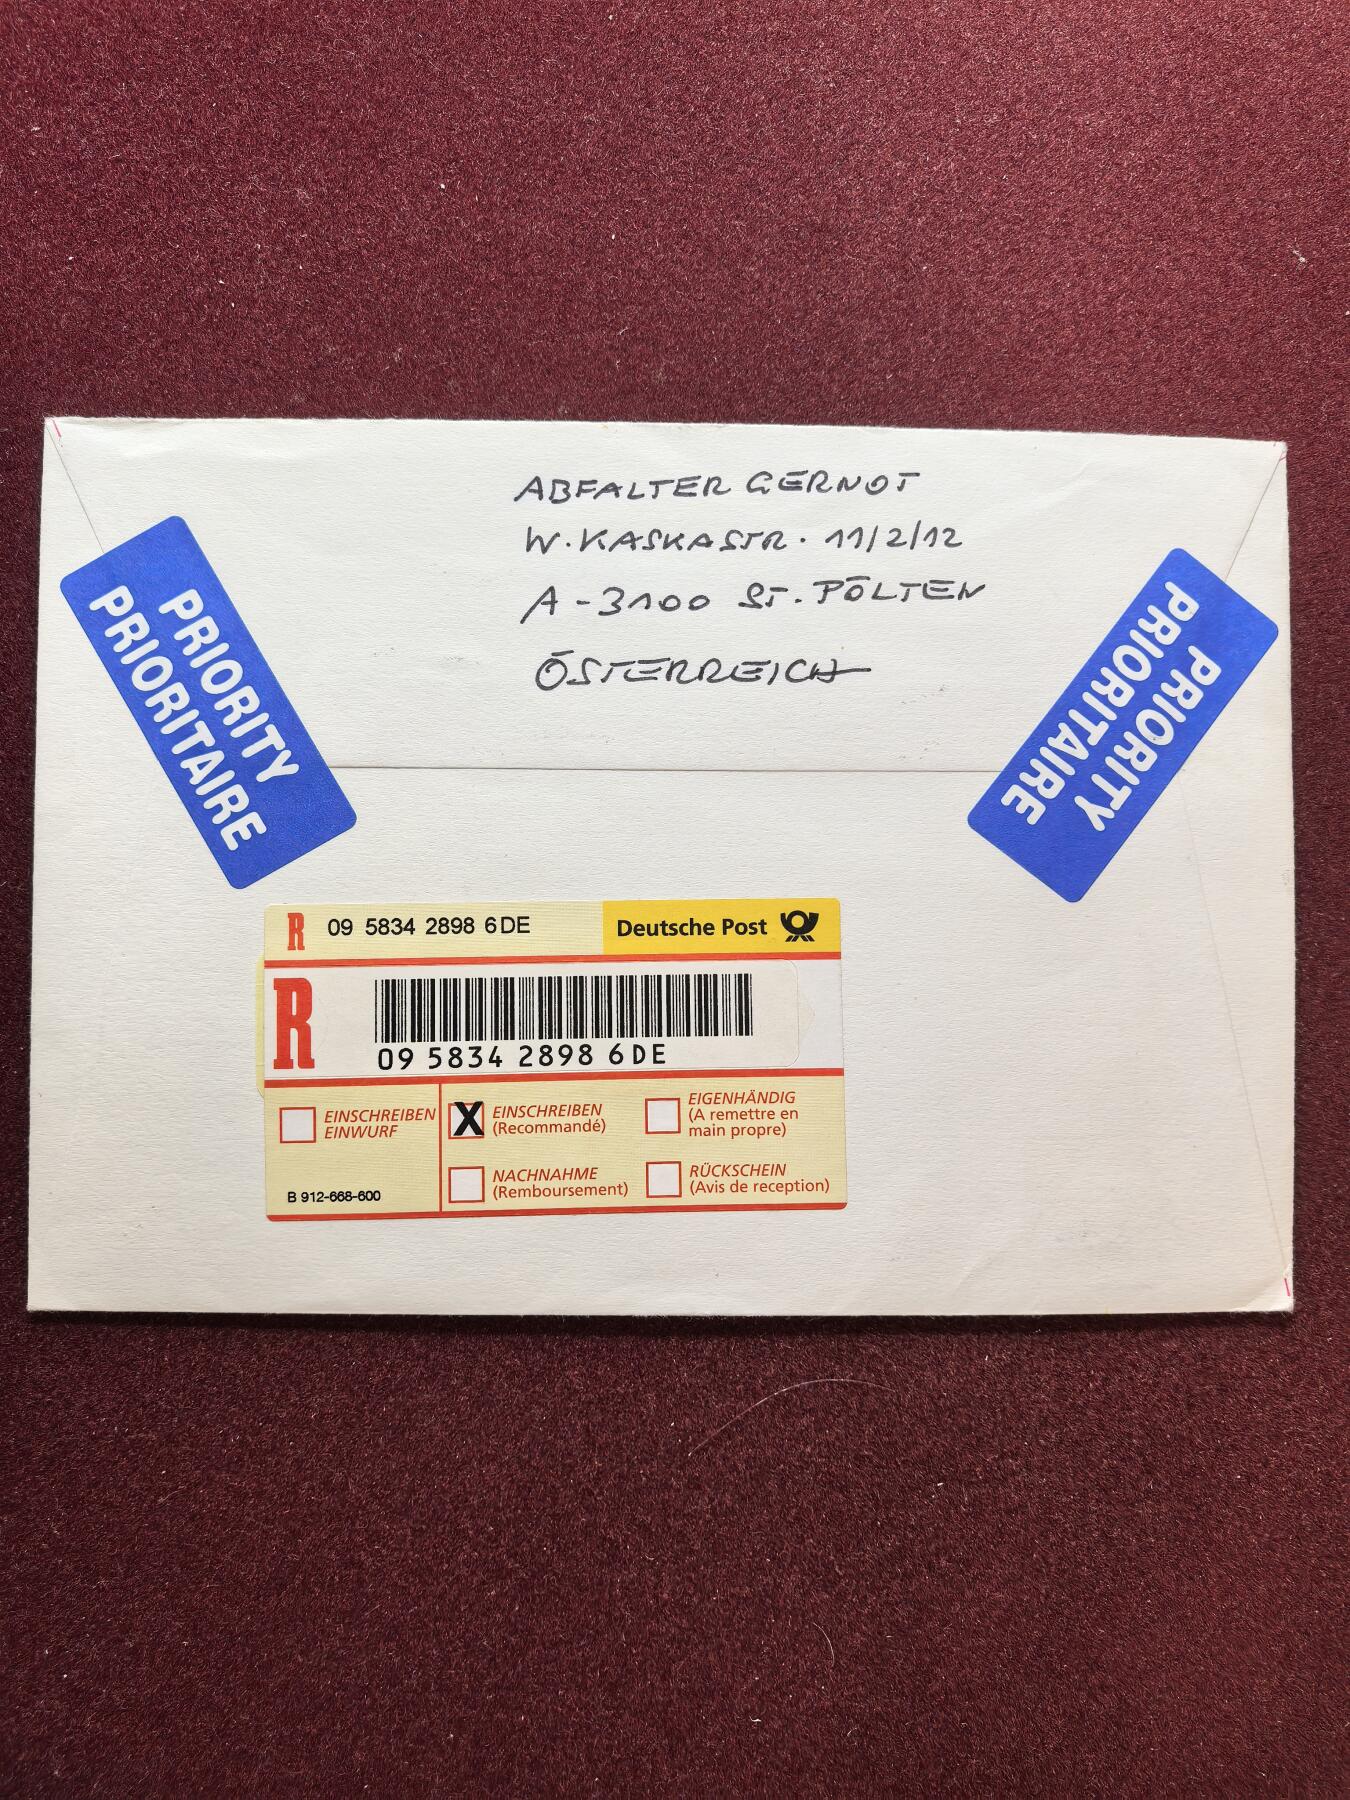 ABFALTER GERNOT
W. KASKASTR. 11/2/12
A-3100 ST. PÖLTEN
ÖSTERREICH
PRIORITY
PRIORITAIRE
PRIORITY
PRIORITAIRE
R 09 5834 2898 6DE Deutsche Post
R
09 5834 2898 6DE
EINSCHREIBEN
EINWURF
X EINSCHREIBEN
(Recommandé)
EIGENHÄNDIG
(A remettre en
main propre)
NACHNAHME
(Remboursement)
RÜCKSCHEIN
(Avis de reception)
B 912-668-600